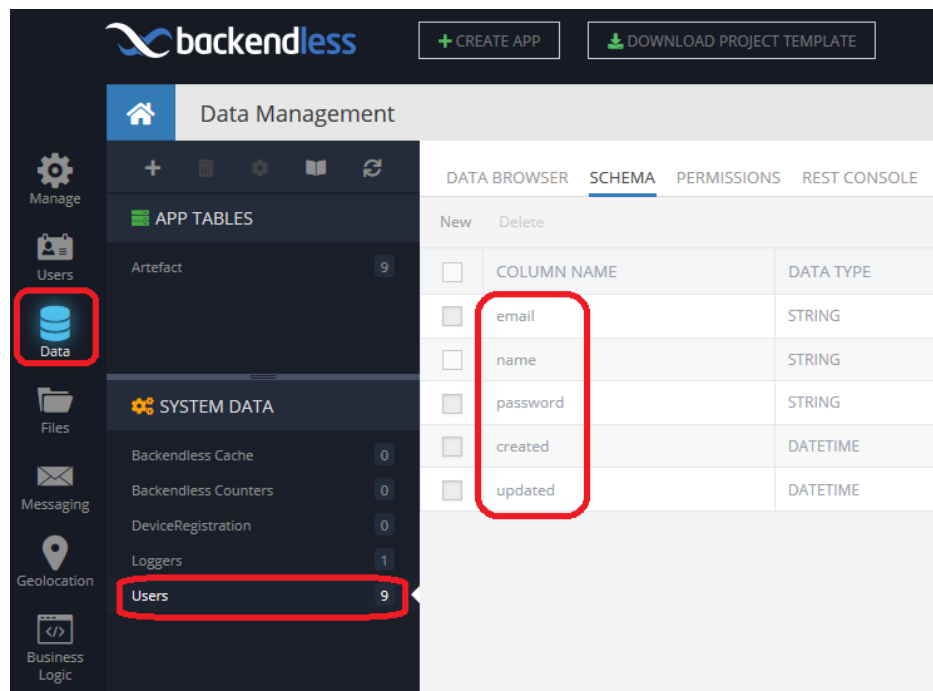 backendless
+ CREATE APP
DOWNLOAD PROJECT TEMPLATE
Data Management
Manage
Users
Data
Files
Messaging
Geolocation
Business
Logic
APP TABLES
Artefact 9
SYSTEM DATA
Backendless Cache 0
Backendless Counters 0
DeviceRegistration 0
Loggers 1
Users 9
DATA BROWSER SCHEMA PERMISSIONS REST CONSOLE
New Delete
COLUMN NAME DATA TYPE
email STRING
name STRING
password STRING
created DATETIME
updated DATETIME